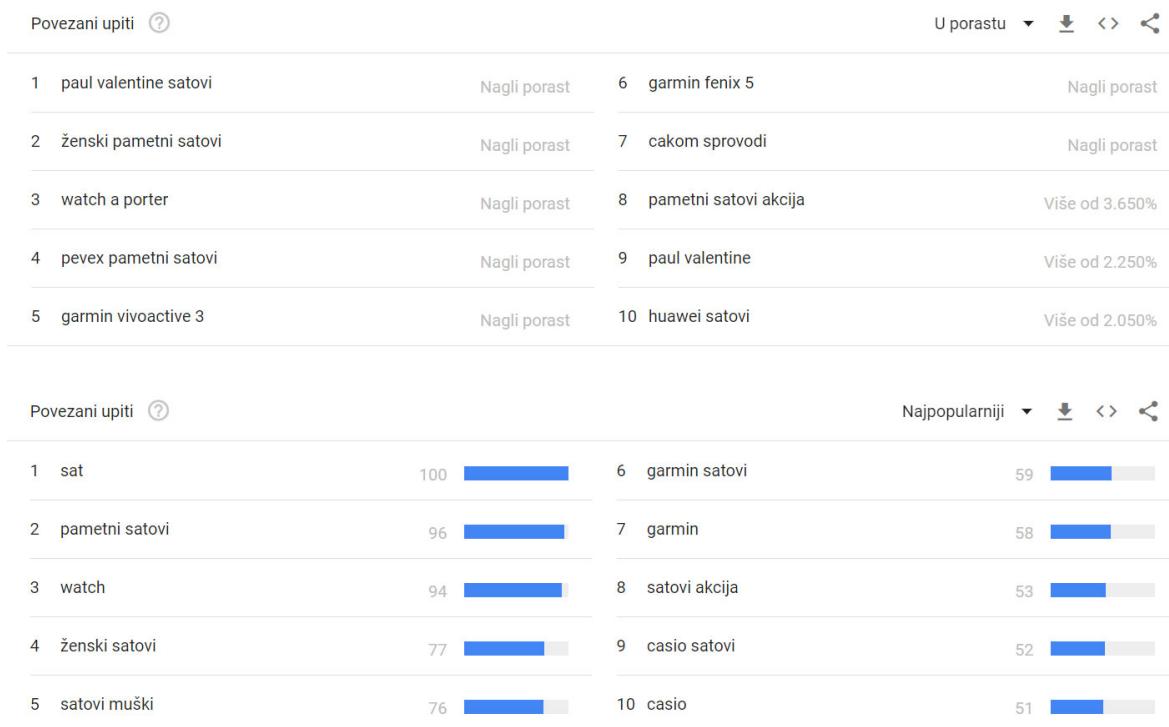 Povezani upiti ? U porastu
1 paul valentine satovi Nagli porast
2 ženski pametni satovi Nagli porast
3 watch a porter Nagli porast
4 pevex pametni satovi Nagli porast
5 garmin vivoactive 3 Nagli porast
6 garmin fenix 5 Nagli porast
7 cakom sprovodi Nagli porast
8 pametni satovi akcija Više od 3.650%
9 paul valentine Više od 2.250%
10 huawei satovi Više od 2.050%
Povezani upiti ? Najpopularniji
1 sat 100
2 pametni satovi 96
3 watch 94
4 ženski satovi 77
5 satovi muški 76
6 garmin satovi 59
7 garmin 58
8 satovi akcija 53
9 casio satovi 52
10 casio 51